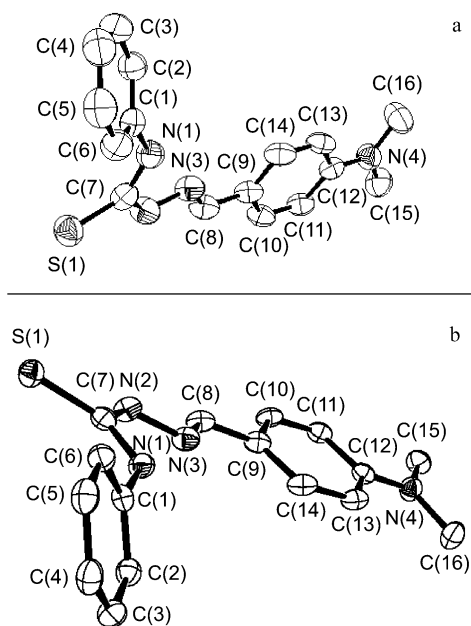 a
C(3)
C(4)
C(2)
C(5)
C(1)
C(16)
C(6)
N(1)
C(13)
C(14)
N(3)
C(9)
N(4)
C(7)
C(12)
C(15)
C(8)
C(11)
C(10)
S(1)
b
S(1)
C(7)
N(2)
C(8)
C(10)
C(11)
C(12)
C(15)
C(6)
N(1)
N(3)
C(9)
C(5)
C(1)
C(14)
C(13)
N(4)
C(4)
C(2)
C(16)
C(3)